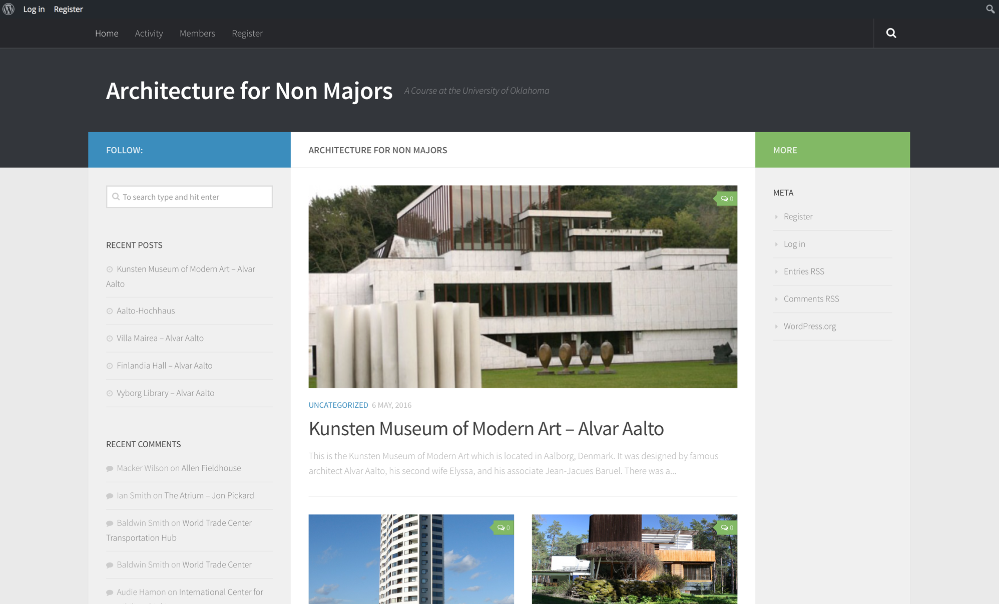 Log in Register
Home Activity Members Register
Architecture for Non Majors A Course at the University of Oklahoma
FOLLOW:
To search type and hit enter
RECENT POSTS
Kunsten Museum of Modern Art – Alvar
Aalto
Aalto-Hochhaus
Villa Mairea – Alvar Aalto
Finlandia Hall – Alvar Aalto
Vyborg Library – Alvar Aalto
RECENT COMMENTS
Macker Wilson on Allen Fieldhouse
Ian Smith on The Atrium – Jon Pickard
Baldwin Smith on World Trade Center
Transportation Hub
Baldwin Smith on World Trade Center
Audie Hamon on International Center for
ARCHITECTURE FOR NON MAJORS
0
UNCATEGORIZED 6 MAY, 2016
Kunsten Museum of Modern Art – Alvar Aalto
This is the Kunsten Museum of Modern Art which is located in Aalborg, Denmark. It was designed by famous
architect Alvar Aalto, his second wife Elyssa, and his associate Jean-Jacues Baruel. There was a...
0
0
MORE
META
Register
Log in
Entries RSS
Comments RSS
WordPress.org